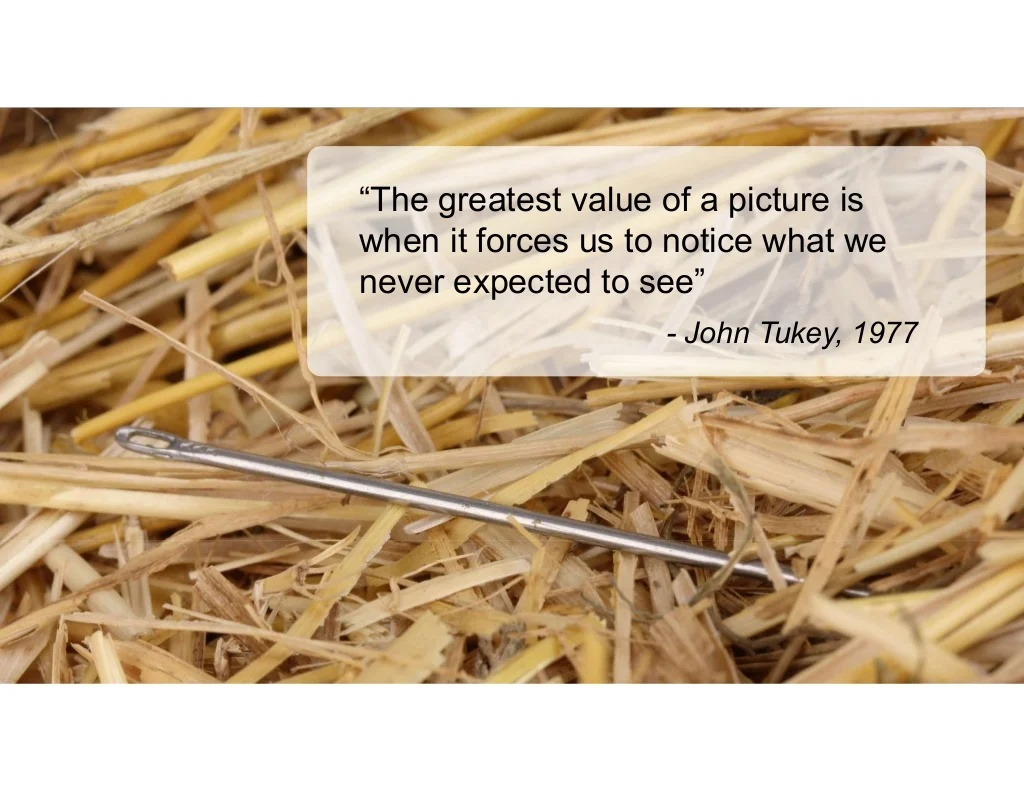 “The greatest value of a picture is
when it forces us to notice what we
never expected to see”
- John Tukey, 1977